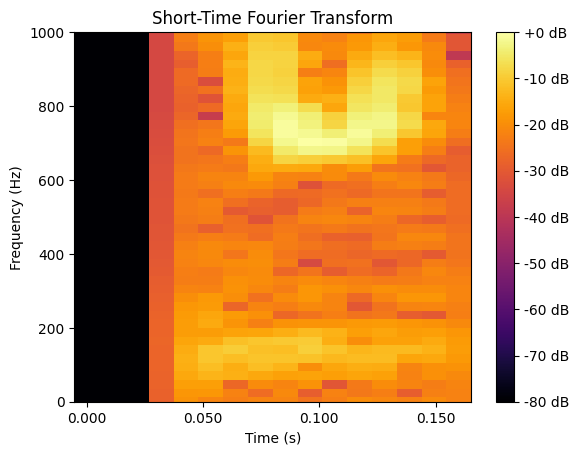 Short-Time Fourier Transform
1000
800
600
400
200
0
Frequency (Hz)
0.000
0.050
0.100
0.150
Time (s)
+0 dB
-10 dB
-20 dB
-30 dB
-40 dB
-50 dB
-60 dB
-70 dB
-80 dB